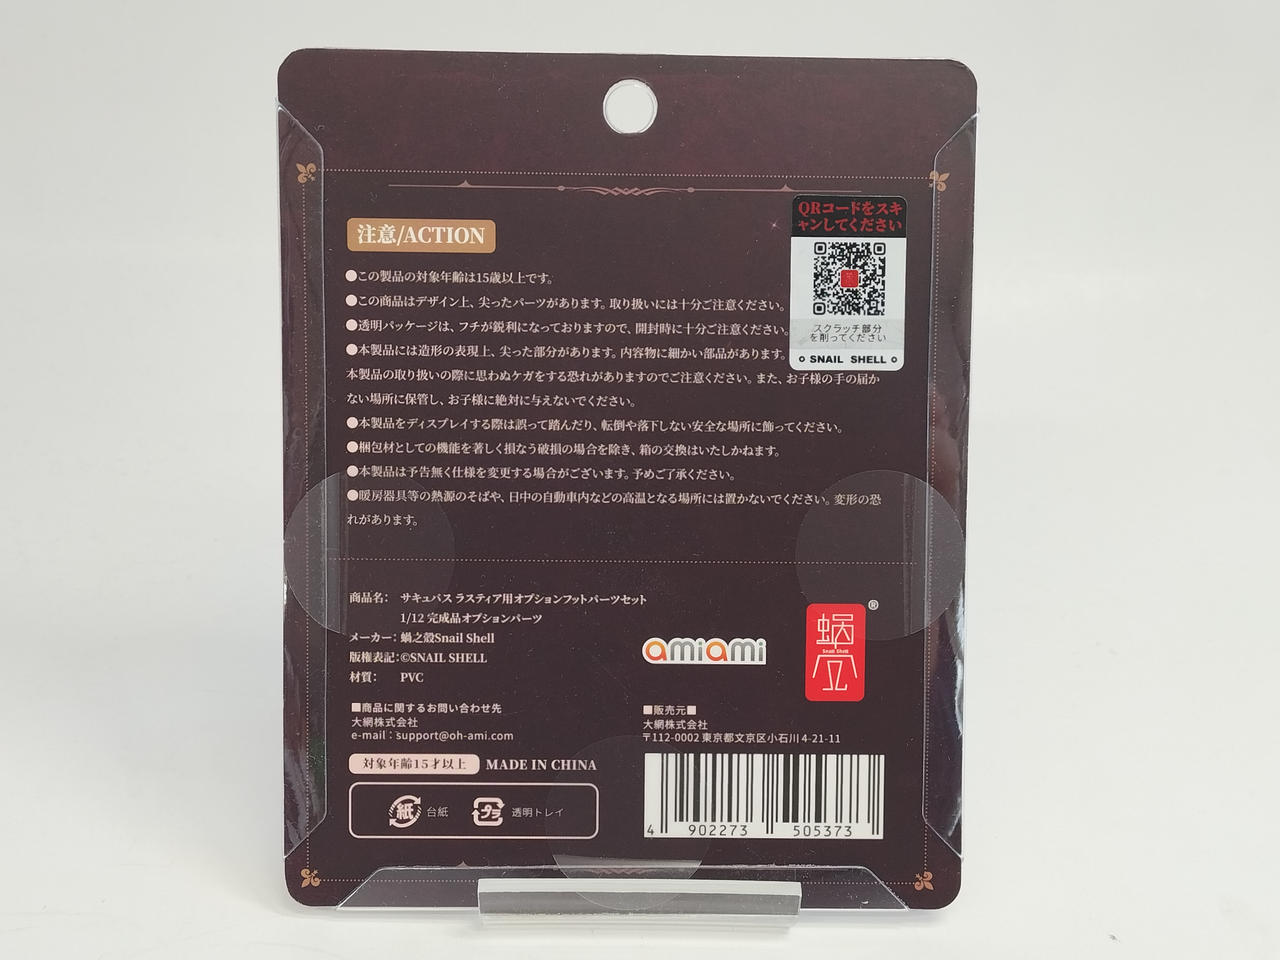 注意/ACTION
QRコードをスキ
ャンしてください
スクラッチ部分
を削ってください
SNAIL SHELL
●この製品の対象年齢は15歳以上です。
●この商品はデザイン上、尖ったパーツがあります。取り扱いには十分ご注意ください。
●透明パッケージは、フチが鋭利になっておりますので、開封時に十分ご注意ください。
●本製品には造形の表現上、尖った部分があります。内容物に細かい部品があります。
本製品の取り扱いの際に思わぬケガをする恐れがありますのでご注意ください。また、お子様の手の届か
ない場所に保管し、お子様に絶対に与えないでください。
●本製品をディスプレイする際は誤って踏んだり、転倒や落下しない安全な場所に飾ってください。
●梱包材としての機能を著しく損なう破損の場合を除き、箱の交換はいたしかねます。
●本製品は予告無く仕様を変更する場合がございます。予めご了承ください。
●暖房器具等の熱源のそばや、日中の自動車内などの高温となる場所には置かないでください。変形の恐
れがあります。
商品名: サキュバス ラスティア用オプションフットパーツセット
1/12 完成品オプションパーツ
メーカー: 蝸之殻Snail Shell
版権表記:©SNAIL SHELL
材質: PVC
amiami
蝸
Snail Shell
®
■商品に関するお問い合わせ先
大網株式会社
e-mail：support@oh-ami.com
■販売元■
大網株式会社
〒112-0002 東京都文京区小石川 4-21-11
対象年齢15才以上 MADE IN CHINA
紙 台紙 プラ 透明トレイ
4 902273 505373